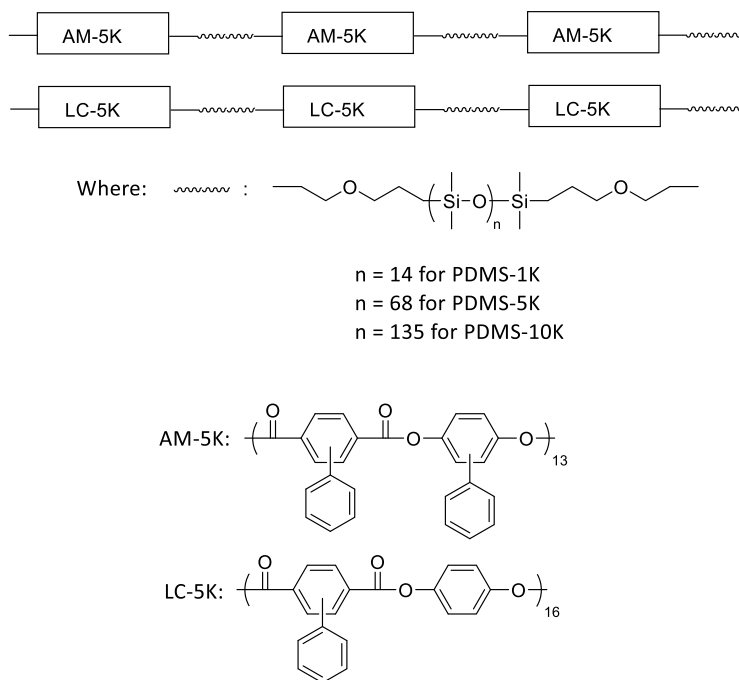 AM-5K AM-5K AM-5K
LC-5K LC-5K LC-5K
Where: : O Si O n Si O
n = 14 for PDMS-1K
n = 68 for PDMS-5K
n = 135 for PDMS-10K
AM-5K: O O O O 13
LC-5K: O O O O 16